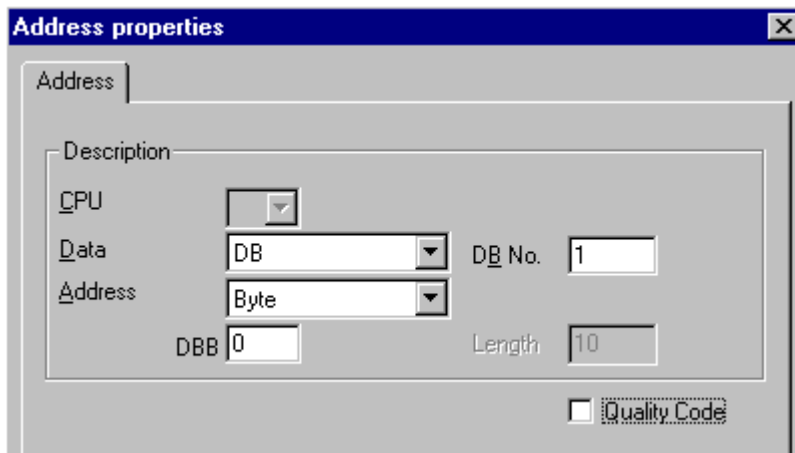 Address properties
Address
Description
CPU
Data DB DB No. 1
Address Byte
DBB 0 Length 10
Quality Code